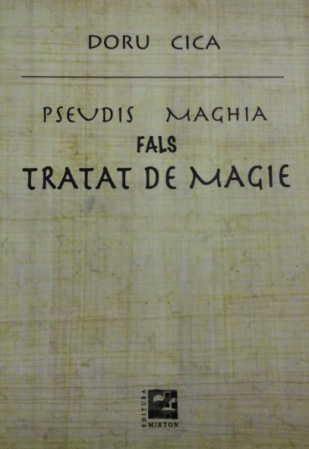 DORU CICA
PSEUDIS MAGHIA
FALS
TRATAT DE MAGIE
EDITURA
MIRTON